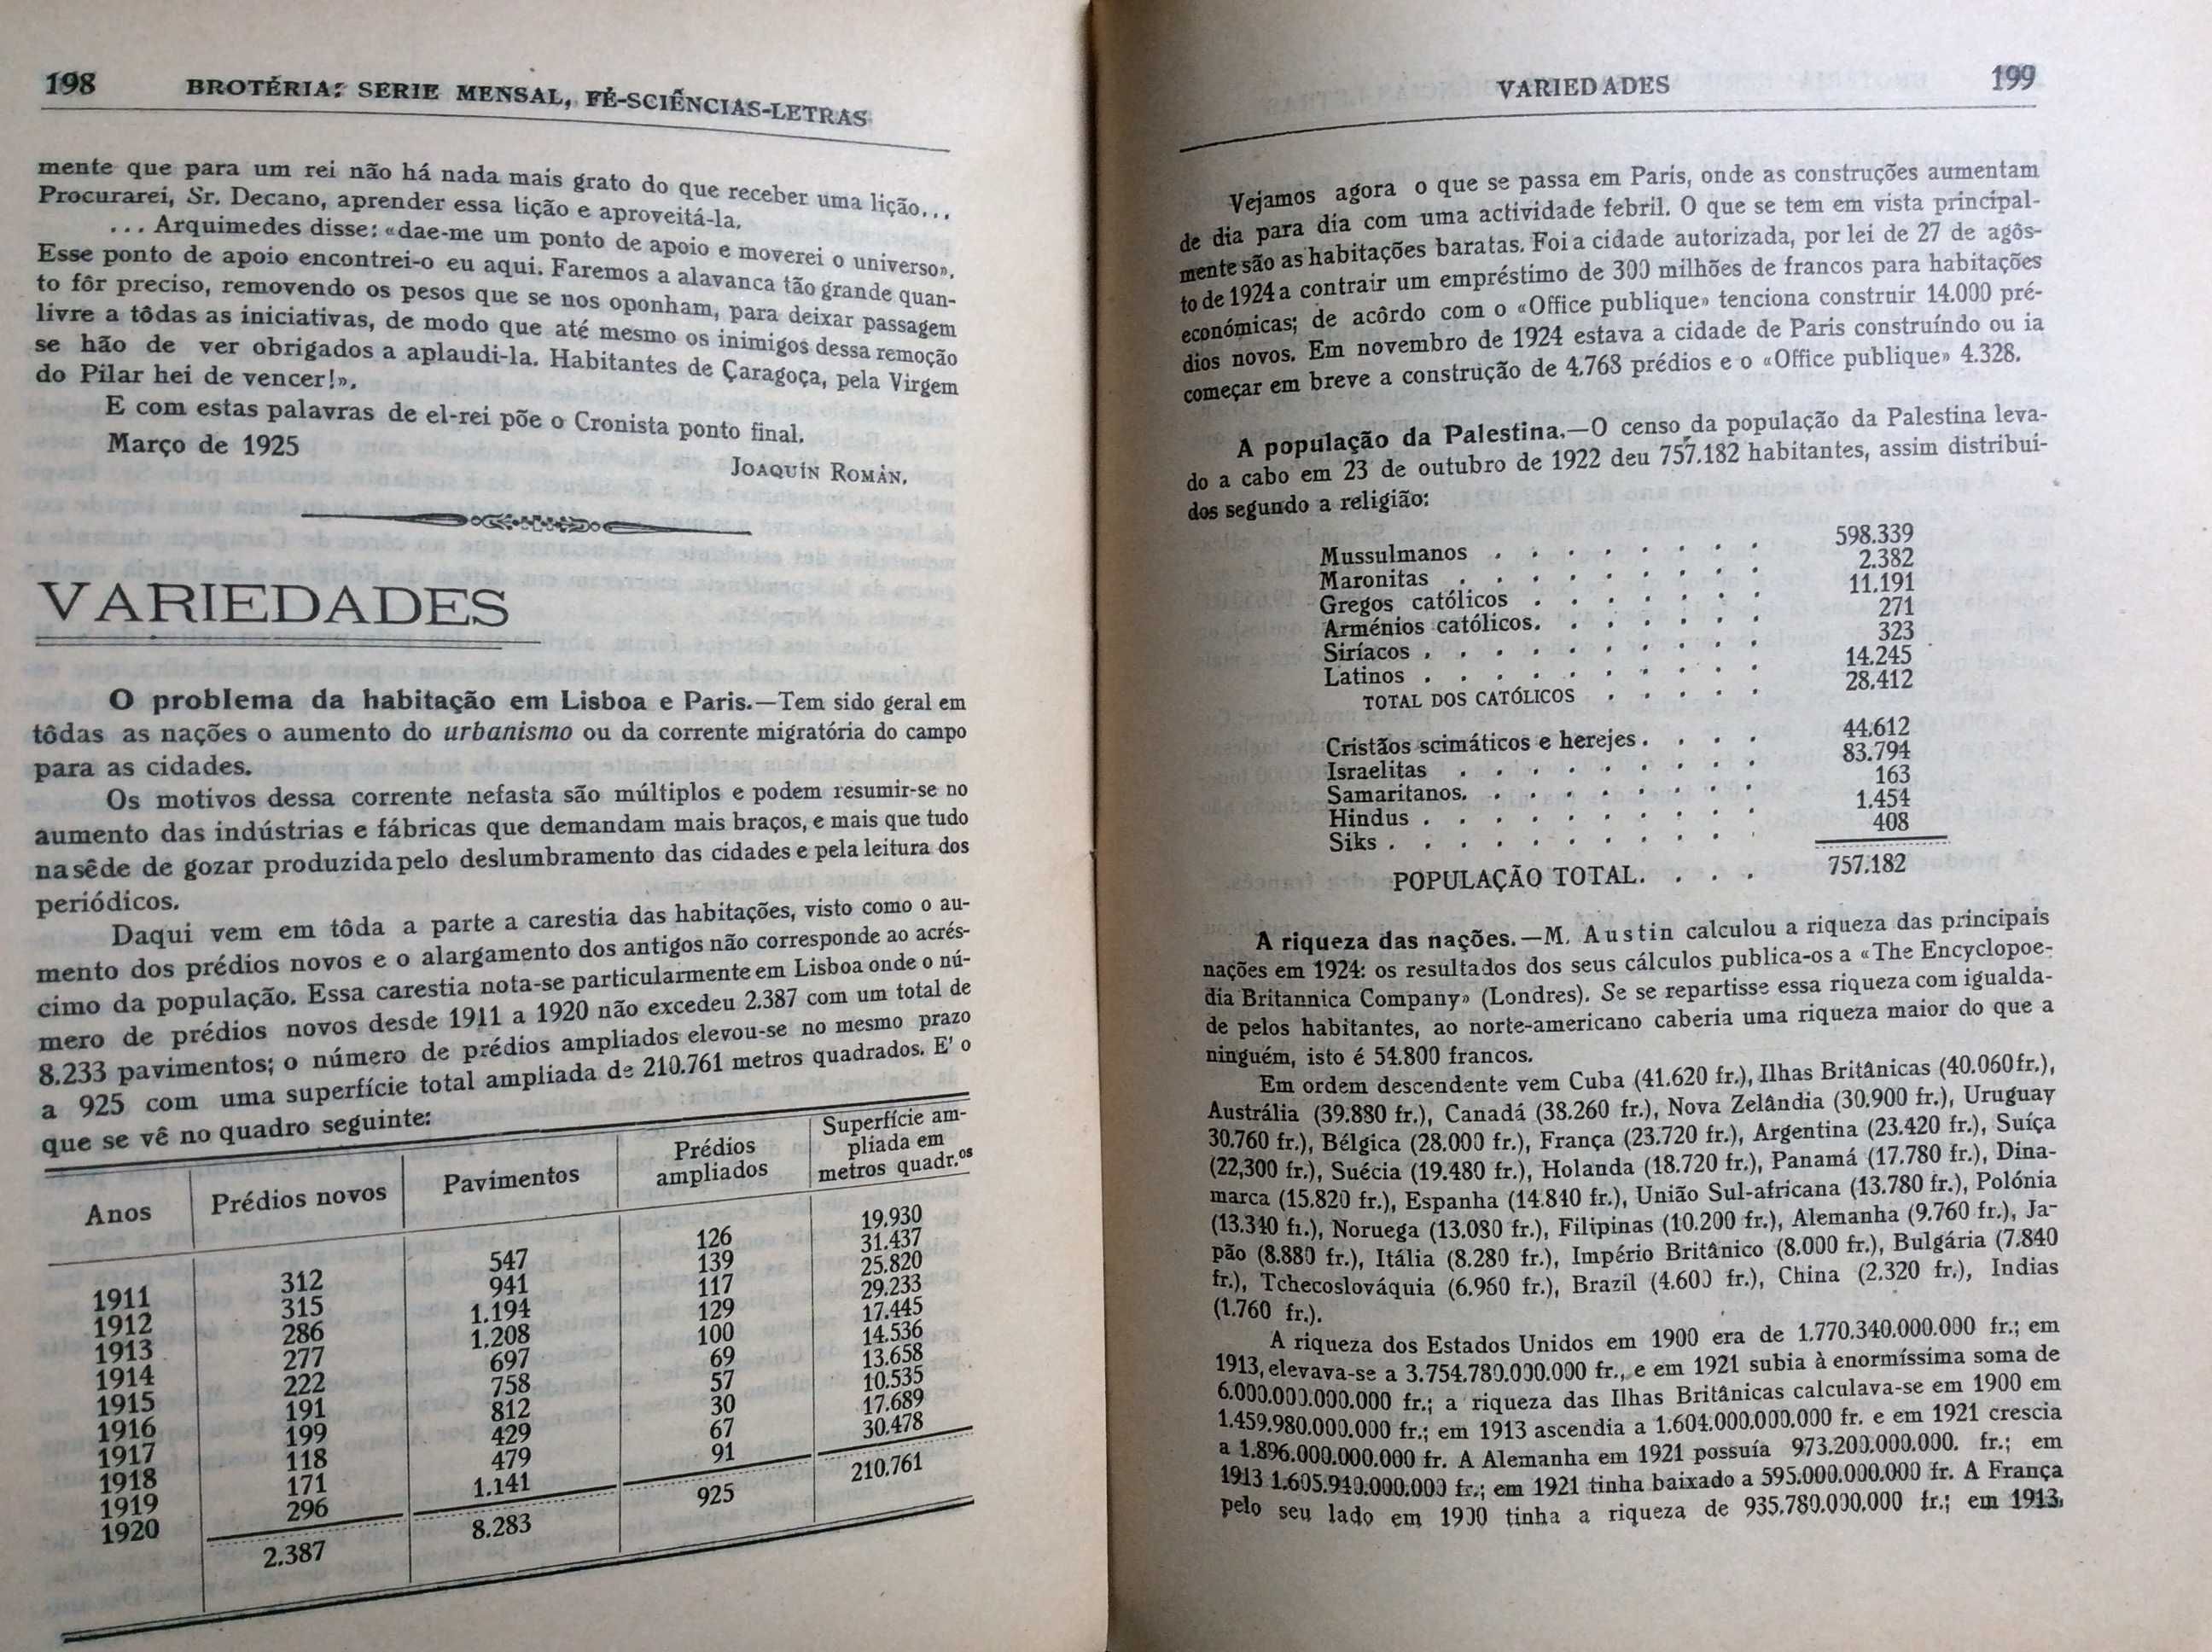 198 BROTÉRIA: SERIE MENSAL, FÉ-SCIÊNCIAS-LETRAS
mente que para um rei não há nada mais grato do que receber uma lição...
Procurarei, Sr. Decano, aprender essa lição e aproveitá-la.
... Arquimedes disse: «dae-me um ponto de apoio e moverei o universo».
Esse ponto de apoio encontrei-o eu aqui. Faremos a alavanca tão grande quan-
to fôr preciso, removendo os pesos que se nos oponham, para deixar passagem
livre a tôdas as iniciativas, de modo que até mesmo os inimigos dessa remoção
se hão de ver obrigados a aplaudi-la. Habitantes de Çaragoça, pela Virgem
do Pilar hei de vencer!».
E com estas palavras de el-rei põe o Cronista ponto final.
Março de 1925
JOAQUÍN ROMÁN.
VARIEDADES
O problema da habitação em Lisboa e Paris.—Tem sido geral em
tôdas as nações o aumento do urbanismo ou da corrente migratória do campo
para as cidades.
Os motivos dessa corrente nefasta são múltiplos e podem resumir-se no
aumento das indústrias e fábricas que demandam mais braços, e mais que tudo
na sêde de gozar produzida pelo deslumbramento das cidades e pela leitura dos
periódicos.
Daqui vem em tôda a parte a carestia das habitações, visto como o au-
mento dos prédios novos e o alargamento dos antigos não corresponde ao acrés-
cimo da população. Essa carestia nota-se particularmente em Lisboa onde o nú-
mero de prédios novos desde 1911 a 1920 não excedeu 2.387 com um total de
8.233 pavimentos; o número de prédios ampliados elevou-se no mesmo prazo
a 925 com uma superfície total ampliada de 210.761 metros quadrados. E' o
que se vê no quadro seguinte:
Anos Prédios novos Pavimentos Prédios ampliados Superfície am-pliada em metros quadr.os
1911 312 547 126 19.930
1912 315 941 139 31.437
1913 286 1.194 117 25.820
1914 277 1.208 129 29.233
1915 222 697 100 17.445
1916 191 758 69 14.536
1917 199 812 57 13.658
1918 118 429 30 10.535
1919 171 479 67 17.689
1920 296 1.141 91 30.478
2.387 8.283 925 210.761
VARIEDADES 199
Vejamos agora o que se passa em Paris, onde as construções aumentam
de dia para dia com uma actividade febril. O que se tem em vista principal-
mente são as habitações baratas. Foi a cidade autorizada, por lei de 27 de agôs-
to de 1924 a contrair um empréstimo de 300 milhões de francos para habitações
económicas; de acôrdo com o «Office publique» tenciona construir 14.000 pré-
dios novos. Em novembro de 1924 estava a cidade de Paris construíndo ou ia
começar em breve a construção de 4.768 prédios e o «Office publique» 4.328.
A população da Palestina.—O censo da população da Palestina leva-
do a cabo em 23 de outubro de 1922 deu 757.182 habitantes, assim distribui-
dos segundo a religião:
Mussulmanos . . . . . . . . 598.339
Maronitas . . . . . . . . . 2.382
Gregos católicos . . . . . . . 11.191
Arménios católicos. . . . . . . 271
Siríacos . . . . . . . . . . 323
Latinos . . . . . . . . . . 14.245
TOTAL DOS CATÓLICOS . . . . . 28.412
Cristãos scimáticos e herejes . . . . 44.612
Israelitas . . . . . . . . . 83.794
Samaritanos. . . . . . . . . 163
Hindus . . . . . . . . . . 1.454
Siks . . . . . . . . . . 408
POPULAÇÃO TOTAL. . . . 757.182
A riqueza das nações.—M. Austin calculou a riqueza das principais
nações em 1924: os resultados dos seus cálculos publica-os a «The Encyclopoe-
dia Britannica Company» (Londres). Se se repartisse essa riqueza com igualda-
de pelos habitantes, ao norte-americano caberia uma riqueza maior do que a
ninguém, isto é 54.800 francos.
Em ordem descendente vem Cuba (41.620 fr.), Ilhas Britânicas (40.060fr.),
Austrália (39.880 fr.), Canadá (38.260 fr.), Nova Zelândia (30.900 fr.), Uruguay
30.760 fr.), Bélgica (28.000 fr.), França (23.720 fr.), Argentina (23.420 fr.), Suíça
(22,300 fr.), Suécia (19.480 fr.), Holanda (18.720 fr.), Panamá (17.780 fr.), Dina-
marca (15.820 fr.), Espanha (14.840 fr.), União Sul-africana (13.780 fr.), Polónia
(13.340 fr.), Noruega (13.080 fr.), Filipinas (10.200 fr.), Alemanha (9.760 fr.), Ja-
pão (8.880 fr.), Itália (8.280 fr.), Império Britânico (8.000 fr.), Bulgária (7.840
fr.), Tchecoslováquia (6.960 fr.), Brazil (4.600 fr.), China (2.320 fr.), Indias
(1.760 fr.).
A riqueza dos Estados Unidos em 1900 era de 1.770.340.000.000 fr.; em
1913, elevava-se a 3.754.780.000.000 fr., e em 1921 subia à enormíssima soma de
6.000.000.000.000 fr.; a riqueza das Ilhas Britânicas calculava-se em 1900 em
1.459.980.000.000 fr.; em 1913 ascendia a 1.604.000.000.000 fr. e em 1921 crescia
a 1.896.000.000.000 fr. A Alemanha em 1921 possuía 973.200.000.000. fr.; em
1913 1.605.940.000.000 fr.; em 1921 tinha baixado a 595.000.000.000 fr. A França
pelo seu lado em 1900 tinha a riqueza de 935.780.000.000 fr.; em 1913,